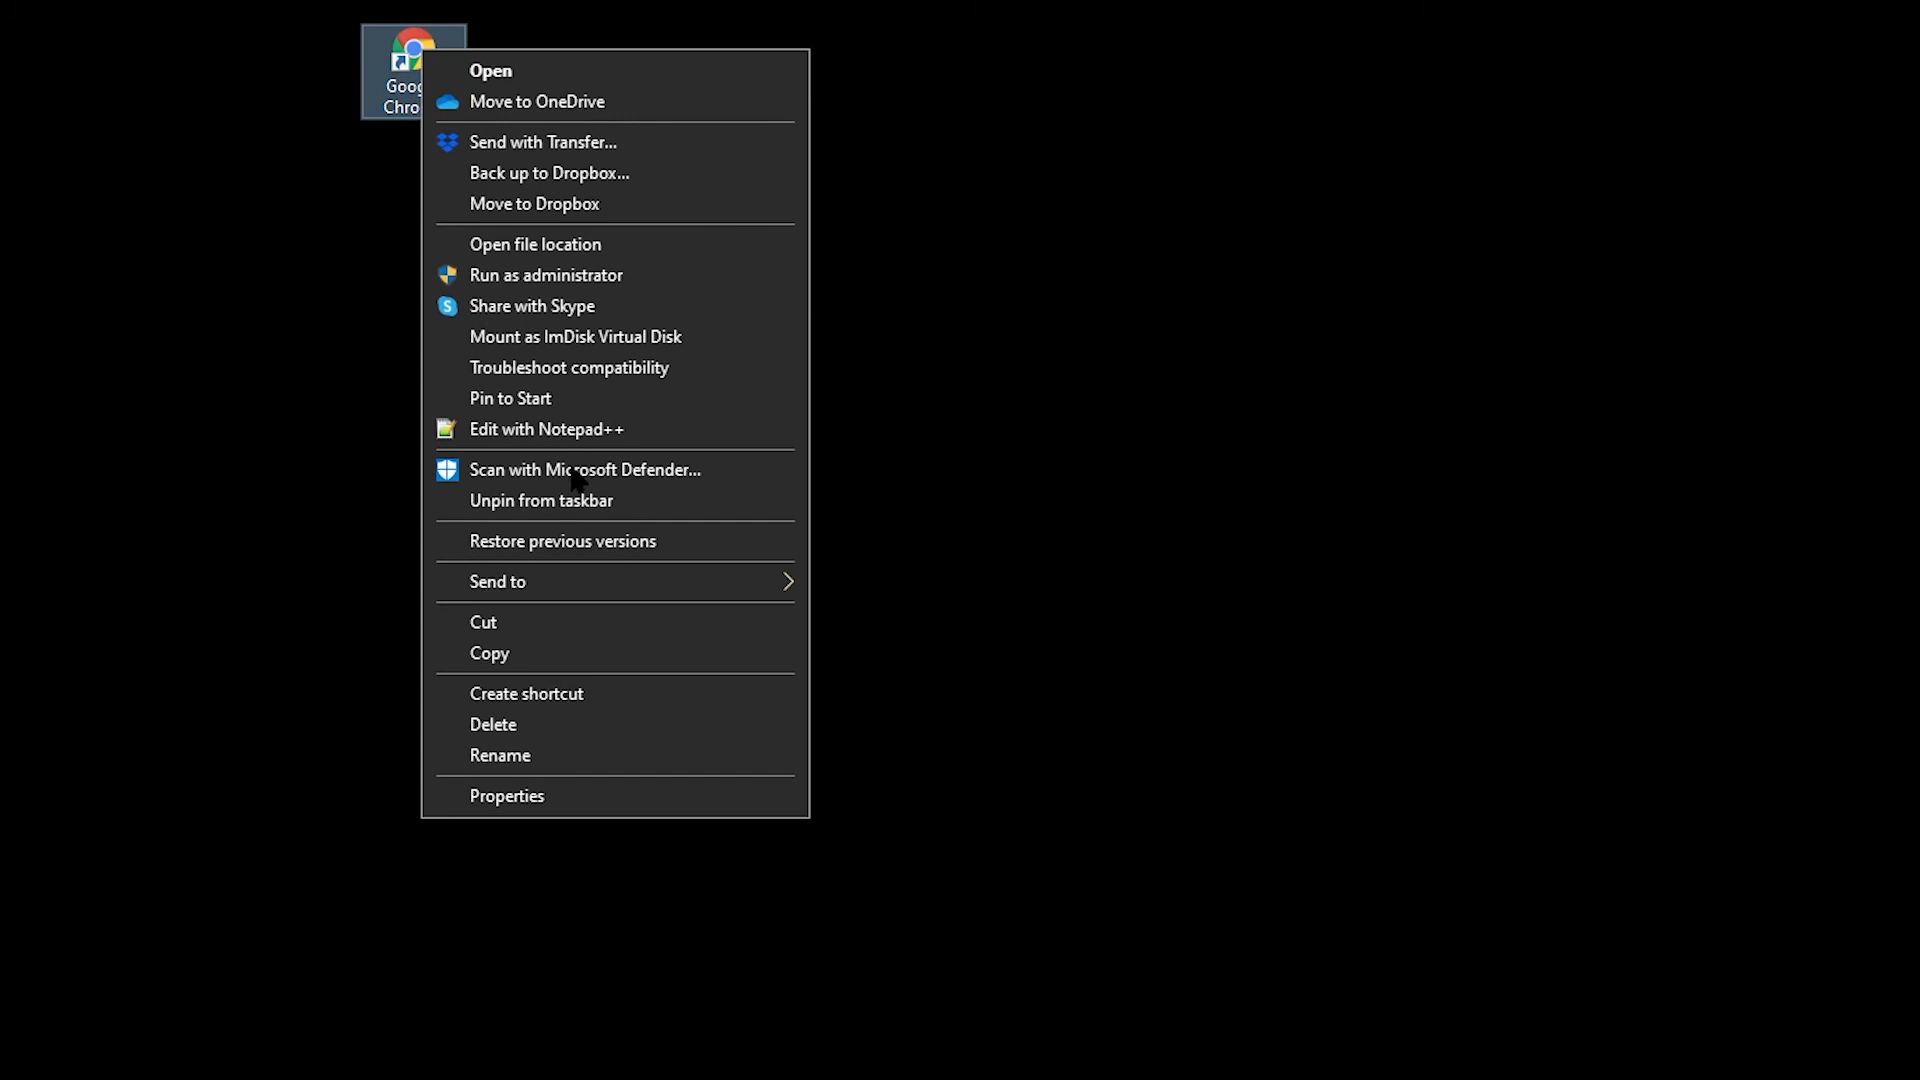 Open
Move to OneDrive
Send with Transfer...
Back up to Dropbox...
Move to Dropbox
Open file location
Run as administrator
Share with Skype
Mount as ImDisk Virtual Disk
Troubleshoot compatibility
Pin to Start
Edit with Notepad++
Scan with Microsoft Defender...
Unpin from taskbar
Restore previous versions
Send to
Cut
Copy
Create shortcut
Delete
Rename
Properties